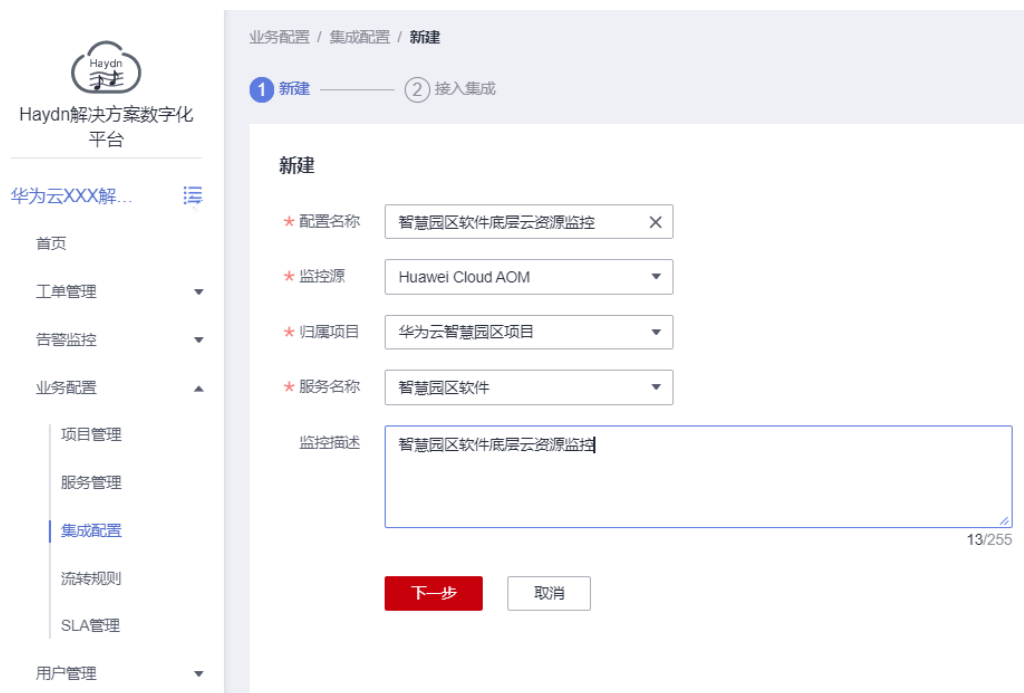 Haydn
Haydn解决方案数字化
平台
华为云XXX解...
首页
工单管理
告警监控
业务配置
项目管理
服务管理
集成配置
流转规则
SLA管理
用户管理
业务配置 / 集成配置 / 新建
1 新建 2 接入集成
新建
* 配置名称 智慧园区软件底层云资源监控
* 监控源 Huawei Cloud AOM
* 归属项目 华为云智慧园区项目
* 服务名称 智慧园区软件
监控描述 智慧园区软件底层云资源监控
13/255
下一步 取消